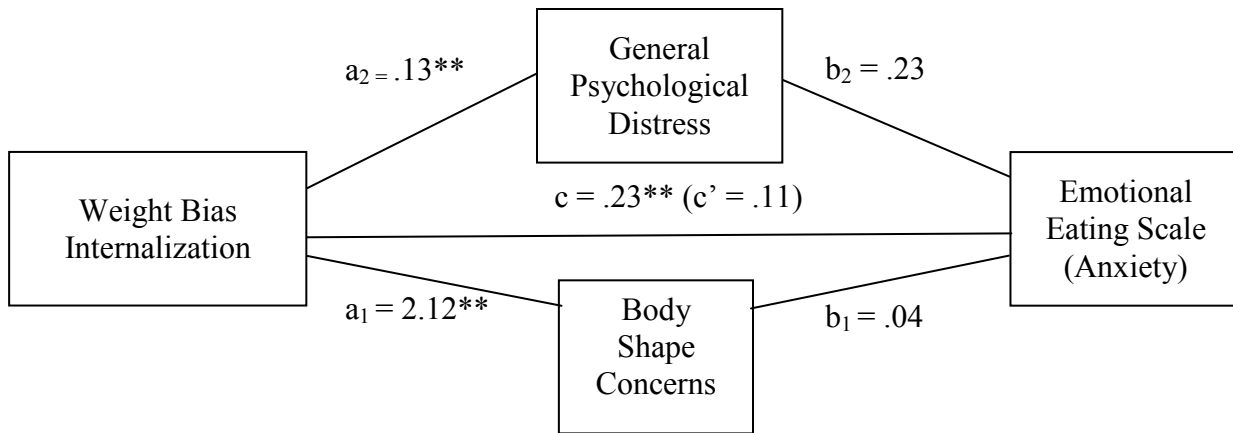 General
Psychological
Distress
a₂ = .13**
b₂ = .23
Weight Bias
Internalization
c = .23** (c’ = .11)
Emotional
Eating Scale
(Anxiety)
a₁ = 2.12**
Body
Shape
Concerns
b₁ = .04